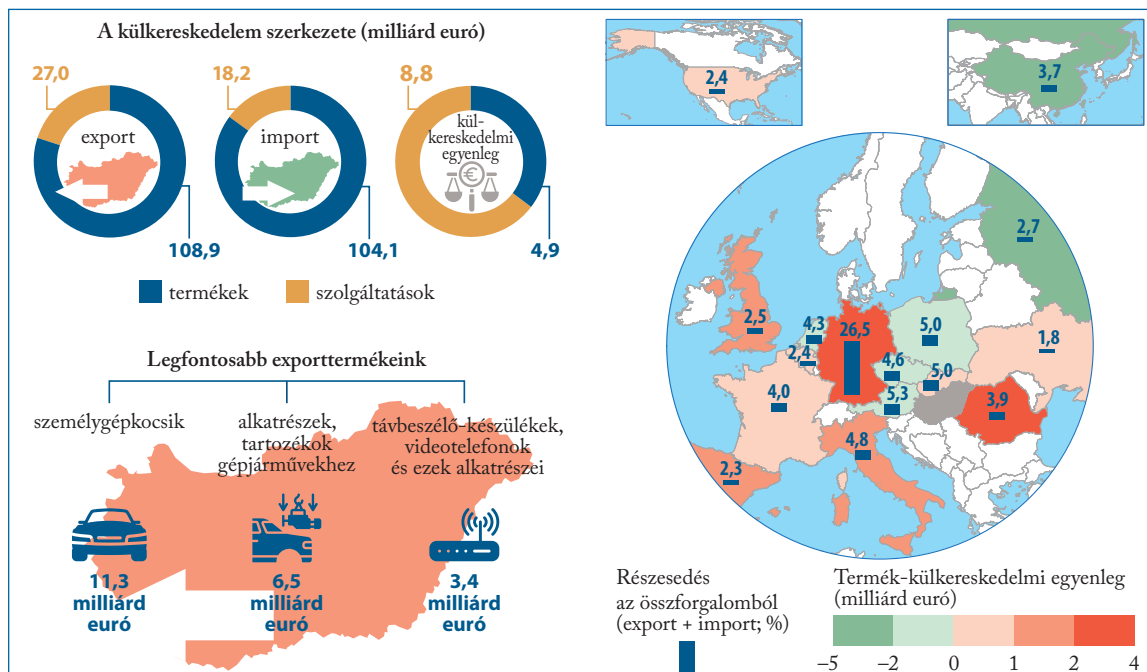 A külkereskedelem szerkezete (milliárd euró)
27,0
export
108,9
18,2
import
104,1
8,8
kül-
kereskedelmi
egyenleg
€
4,9
termékek
szolgáltatások
Legfontosabb exporttermékeink
személygépkocsik
11,3
milliárd
euró
alkatrészek,
tartozékok
gépjárművekhez
6,5
milliárd
euró
távbeszélő-készülékek,
videotelefonok
és ezek alkatrészei
3,4
milliárd
euró
2,4
3,7
2,7
2,5
4,3
26,5
5,0
1,8
2,4
4,6
5,0
4,0
5,3
3,9
4,8
2,3
Részesedés
az összforgalomból
(export + import; %)
Termék-külkereskedelmi egyenleg
(milliárd euró)
−5 −2 0 1 2 4